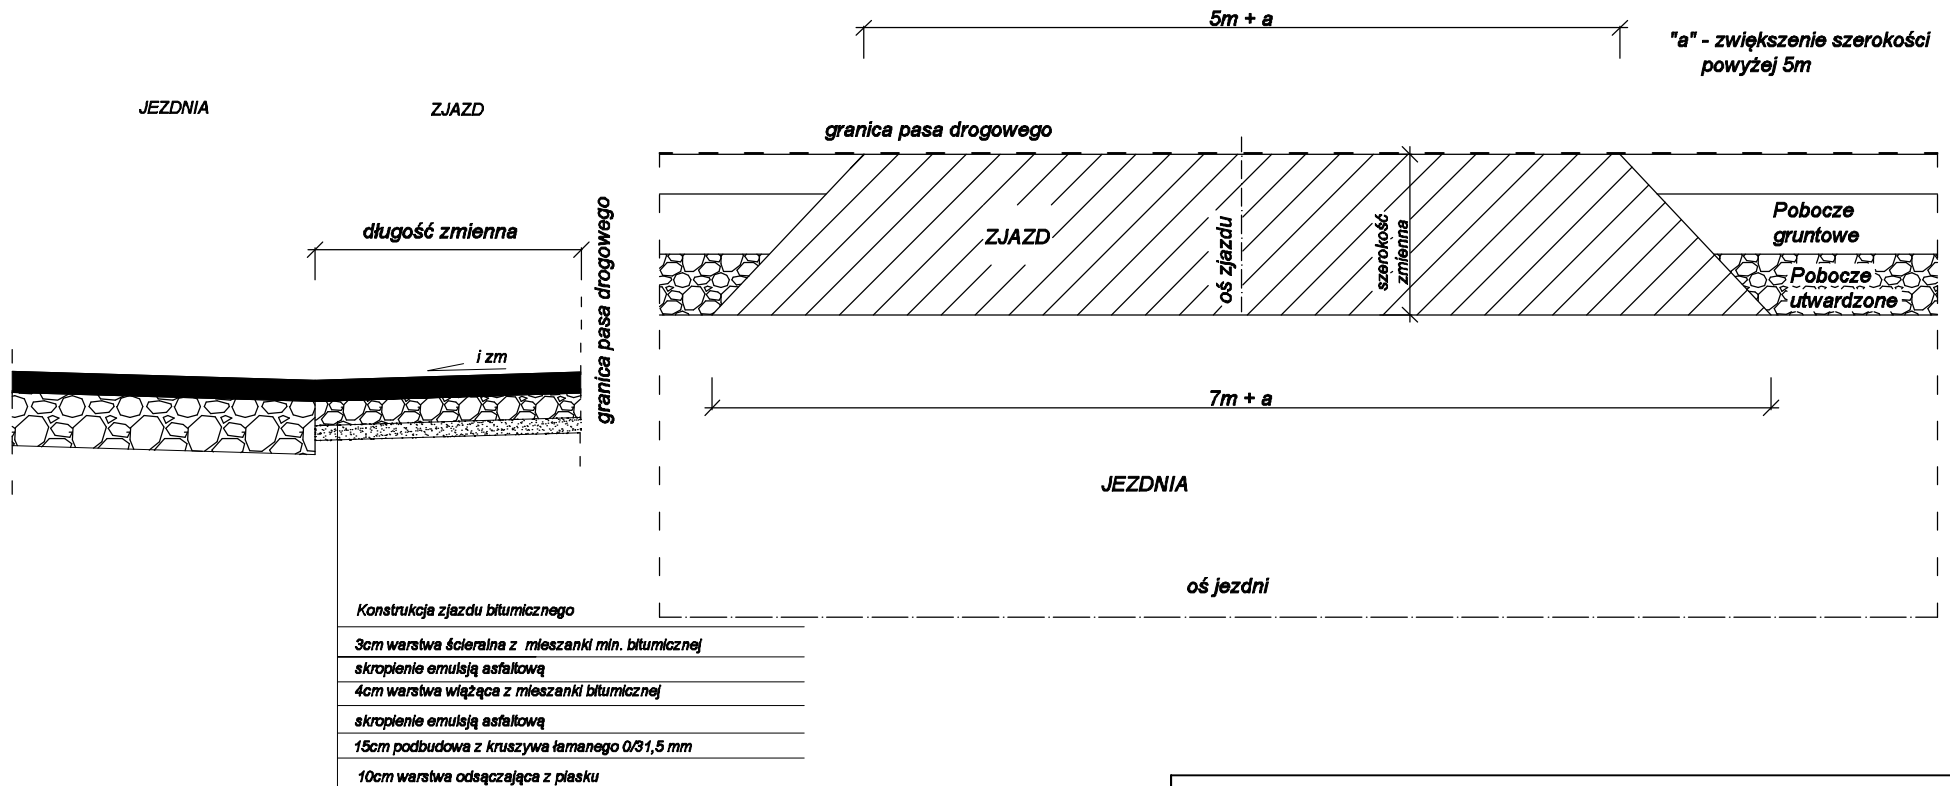 JEZDNIA
ZJAZD
długość zmienna
granica pasa drogowego
i zm
Konstrukcja zjazdu bitumicznego
3cm warstwa ścieralna z mieszanki min. bitumicznej
skropienie emulsją asfaltową
4cm warstwa wiążąca z mieszanki bitumicznej
skropienie emulsją asfaltową
15cm podbudowa z kruszywa łamanego 0/31,5 mm
10cm warstwa odsączająca z piasku
5m + a
"a" - zwiększenie szerokości
powyżej 5m
granica pasa drogowego
ZJAZD
oś zjazdu
szerokość
zmienna
Pobocze
gruntowe
Pobocze
utwardzone
7m + a
JEZDNIA
oś jezdni